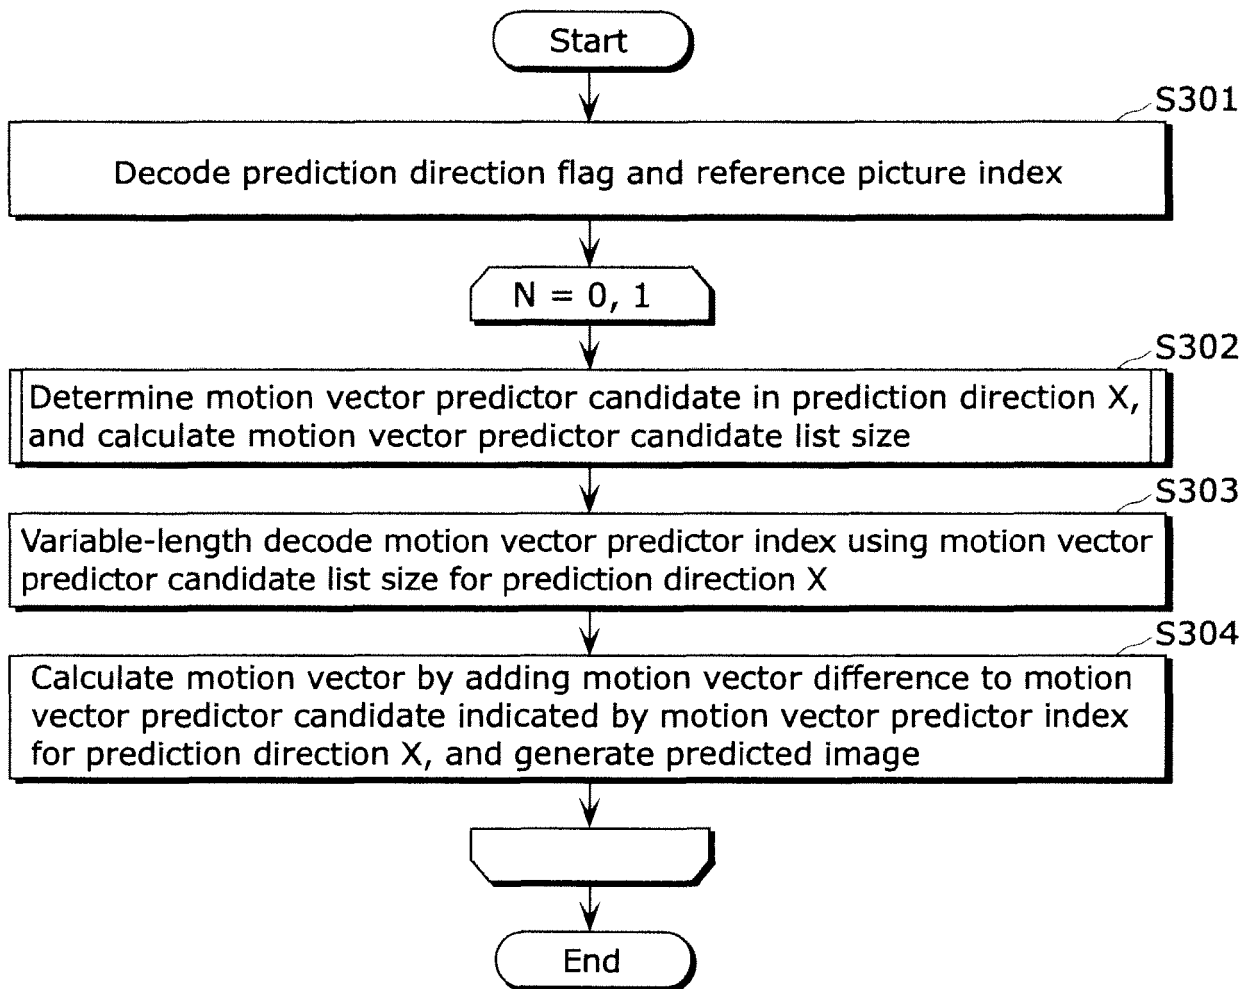 Start
S301
Decode prediction direction flag and reference picture index
N = 0, 1
S302
Determine motion vector predictor candidate in prediction direction X,
and calculate motion vector predictor candidate list size
S303
Variable-length decode motion vector predictor index using motion vector
predictor candidate list size for prediction direction X
S304
Calculate motion vector by adding motion vector difference to motion
vector predictor candidate indicated by motion vector predictor index
for prediction direction X, and generate predicted image
End